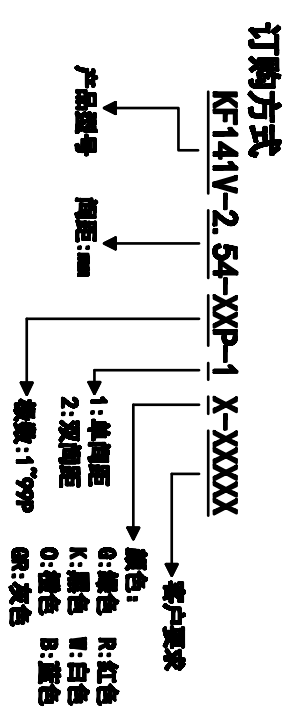 订购方式
KF141V-2.54-XXP-1 X-XXXXX
产品型号
间距:mm
极数:1~99P
1:单间距
2:双间距
颜色:
G:绿色 R:红色
K:黑色 W:白色
O:橙色 B:蓝色
GR:灰色
客户要求